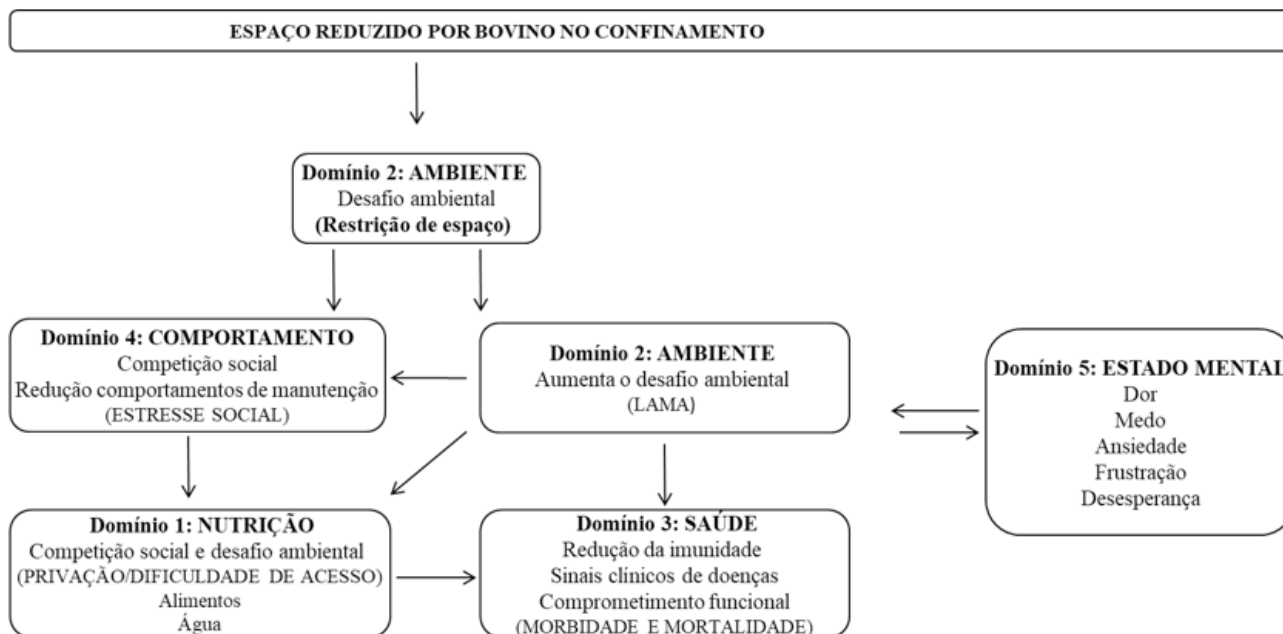 ESPAÇO REDUZIDO POR BOVINO NO CONFINAMENTO
Domínio 2: AMBIENTE
Desafio ambiental
(Restrição de espaço)
Domínio 4: COMPORTAMENTO
Competição social
Redução comportamentos de manutenção
(ESTRESSE SOCIAL)
Domínio 2: AMBIENTE
Aumenta o desafio ambiental
(LAMA)
Domínio 5: ESTADO MENTAL
Dor
Medo
Ansiedade
Frustração
Desesperança
Domínio 1: NUTRIÇÃO
Competição social e desafio ambiental
(PRIVAÇÃO/DIFICULDADE DE ACESSO)
Alimentos
Água
Domínio 3: SAÚDE
Redução da imunidade
Sinais clínicos de doenças
Comprometimento funcional
(MORBIDADE E MORTALIDADE)